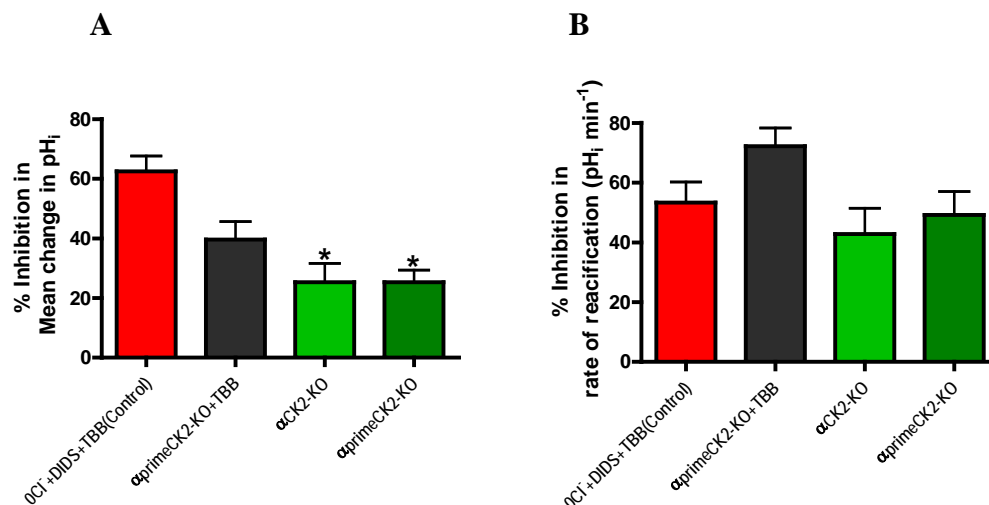 A
% Inhibition in
Mean change in pHi
80
60
40
20
0
*
*
0Cl⁻+DIDS+TBB(Control)
αprimeCK2-KO+TBB
αCK2-KO
αprimeCK2-KO
B
% Inhibition in
rate of reacification (pHi min⁻¹)
80
60
40
20
0
0Cl⁻+DIDS+TBB(Control)
αprimeCK2-KO+TBB
αCK2-KO
αprimeCK2-KO